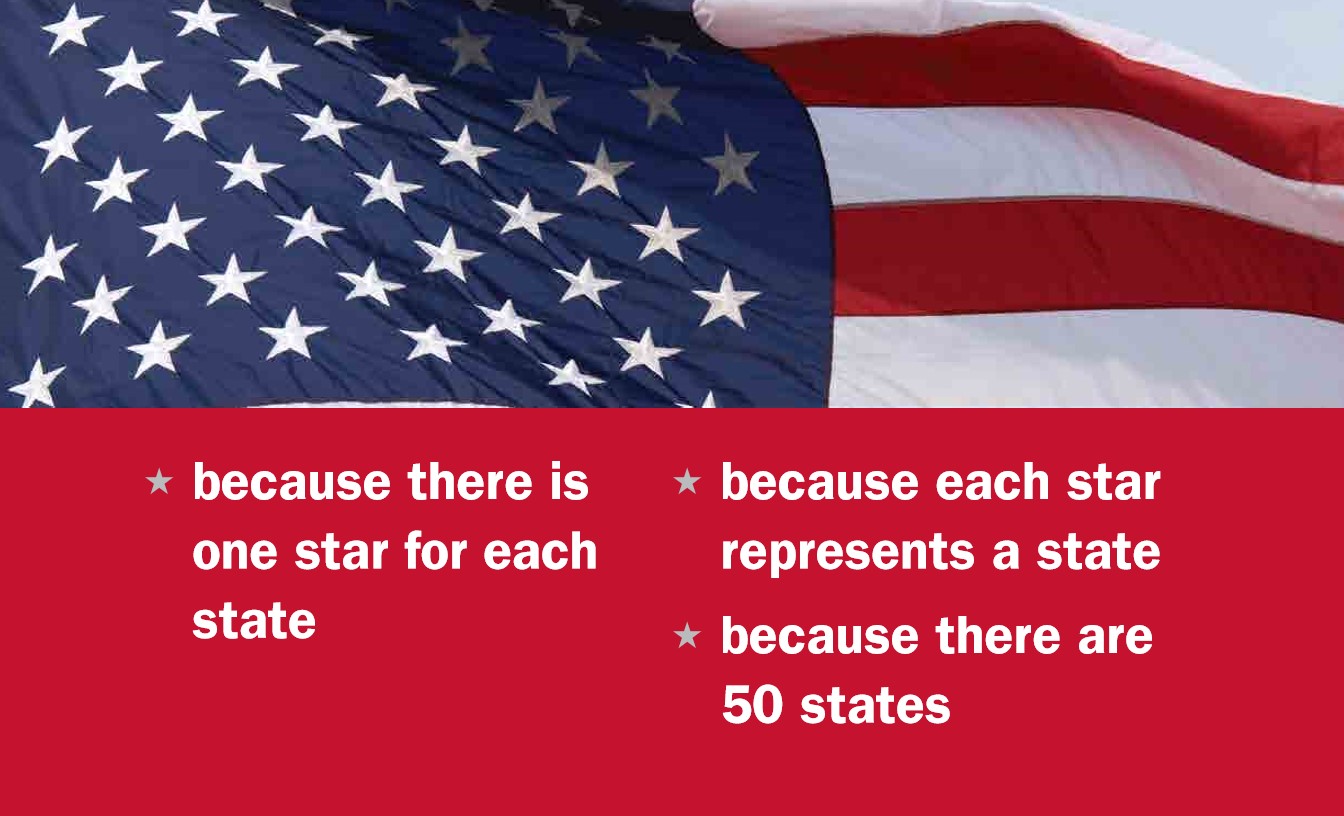 because there is
one star for each
state
because each star
represents a state
because there are
50 states